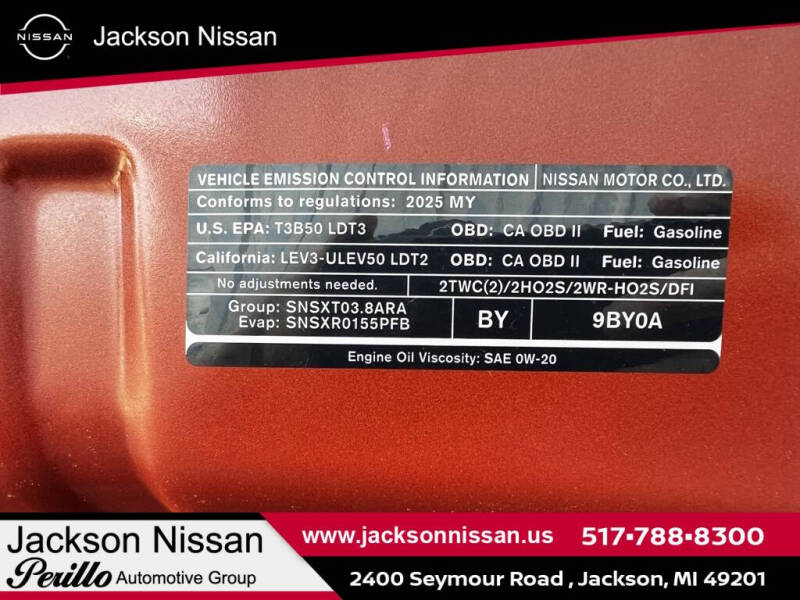 NISSAN
Jackson Nissan
VEHICLE EMISSION CONTROL INFORMATION NISSAN MOTOR CO., LTD.
Conforms to regulations: 2025 MY
U.S. EPA: T3B50 LDT3 OBD: CA OBD II Fuel: Gasoline
California: LEV3-ULEV50 LDT2 OBD: CA OBD II Fuel: Gasoline
No adjustments needed. 2TWC(2)/2HO2S/2WR-HO2S/DFI
Group: SNSXT03.8ARA
Evap: SNSXR0155PFB
BY 9BY0A
Engine Oil Viscosity: SAE 0W-20
Jackson Nissan
Perillo Automotive Group
www.jacksonnissan.us 517-788-8300
2400 Seymour Road , Jackson, MI 49201